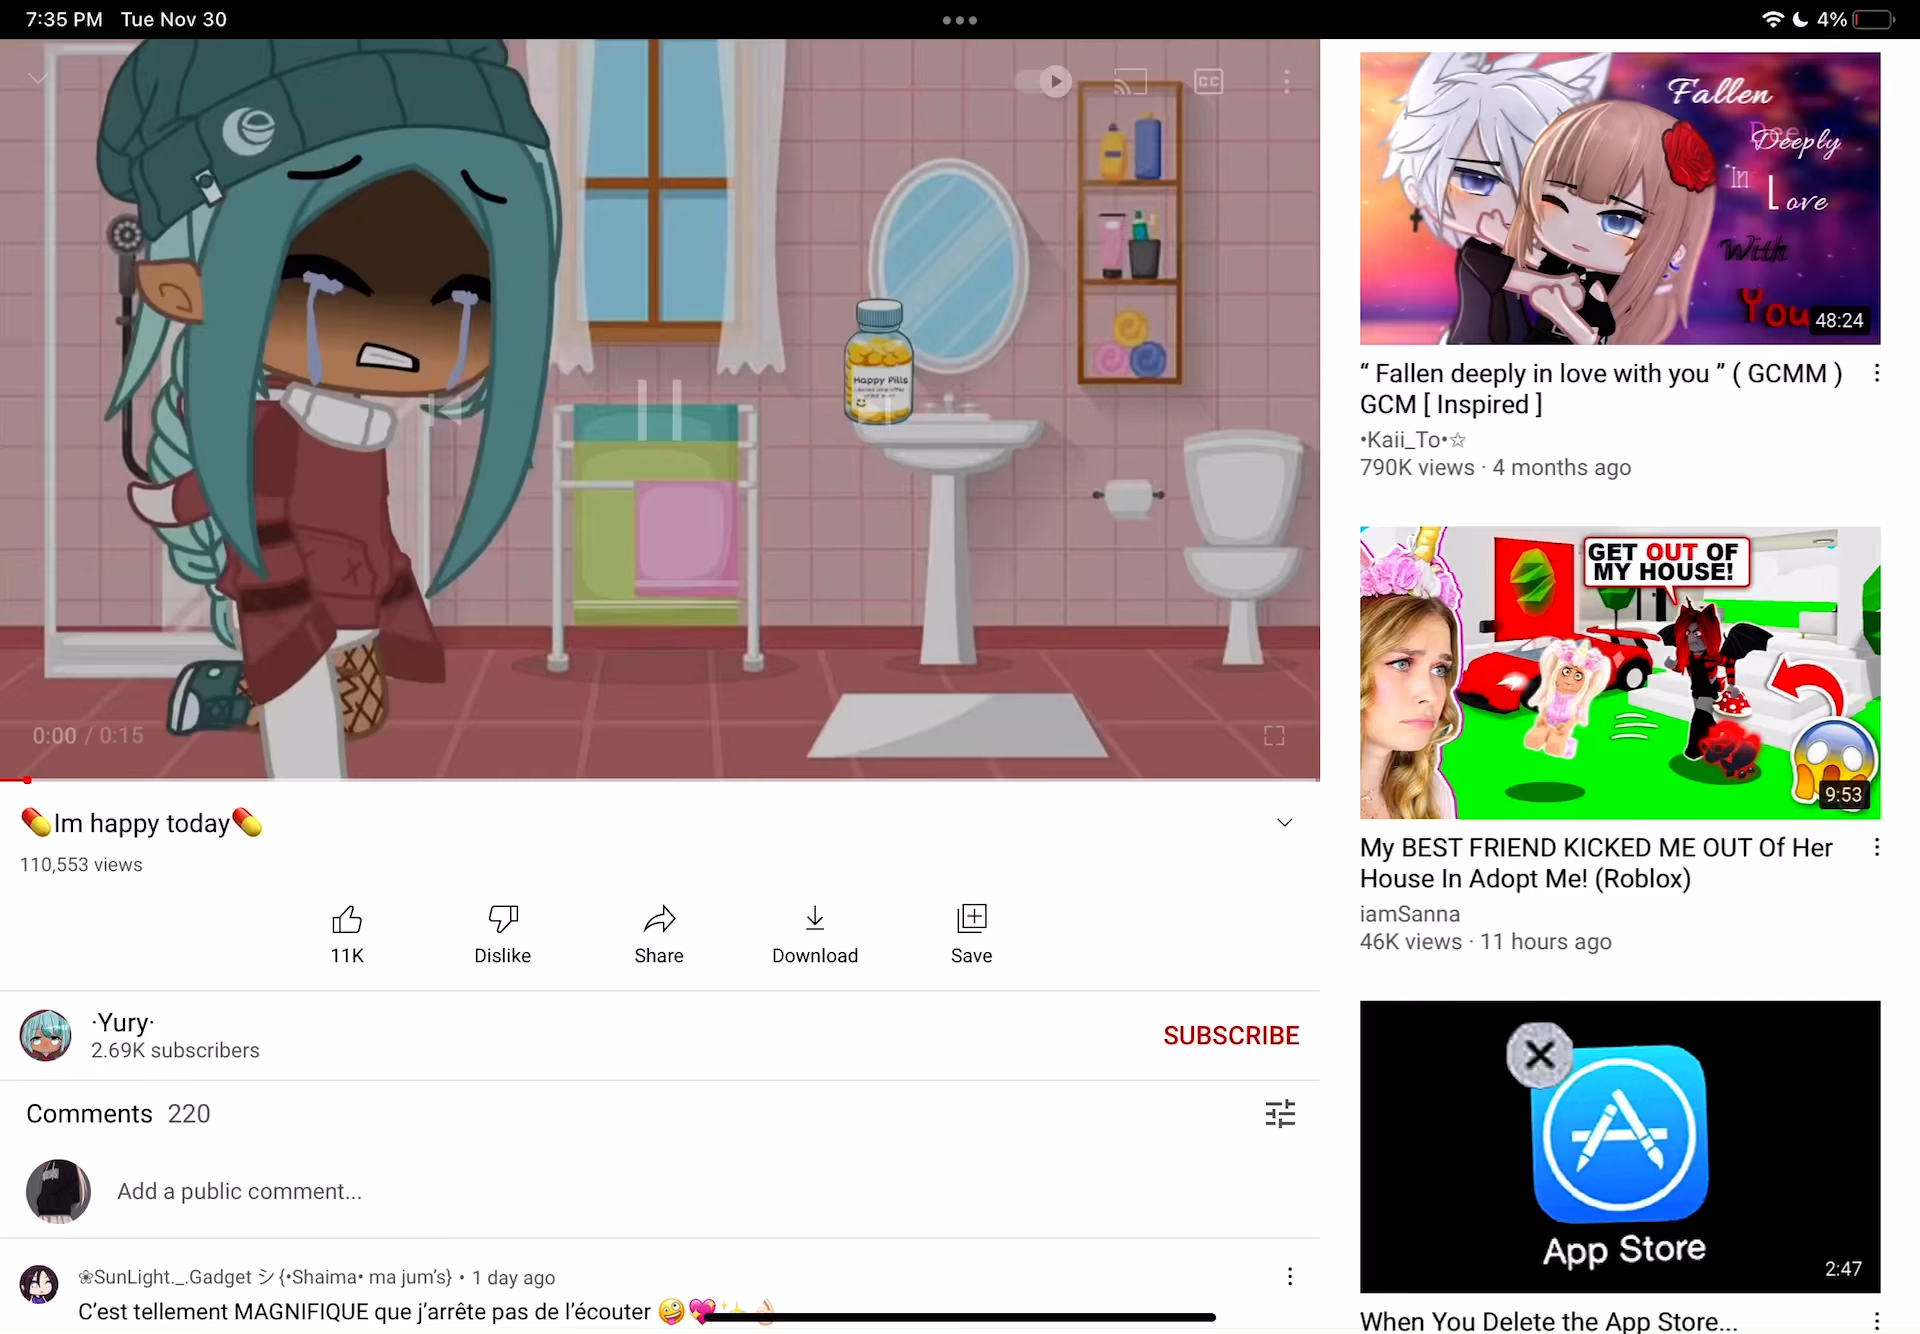 7:35 PM Tue Nov 30
4%
CC
Happy Pills
0:00 / 0:15
💊Im happy today💊
110,553 views
11K
Dislike
Share
Download
Save
·Yury·
2.69K subscribers
SUBSCRIBE
Comments 220
Add a public comment...
❀SunLight._.Gadget シ {•Shaima• ma jum’s} • 1 day ago
C’est tellement MAGNIFIQUE que j’arrête pas de l’écouter 🤪💖✨👌🏻
Fallen
Deeply
In
Love
With
You
48:24
“ Fallen deeply in love with you ” ( GCMM )
GCM [ Inspired ]
•Kaii_To•☆
790K views · 4 months ago
GET OUT OF
MY HOUSE!
9:53
My BEST FRIEND KICKED ME OUT Of Her
House In Adopt Me! (Roblox)
iamSanna
46K views · 11 hours ago
App Store
2:47
When You Delete the App Store...